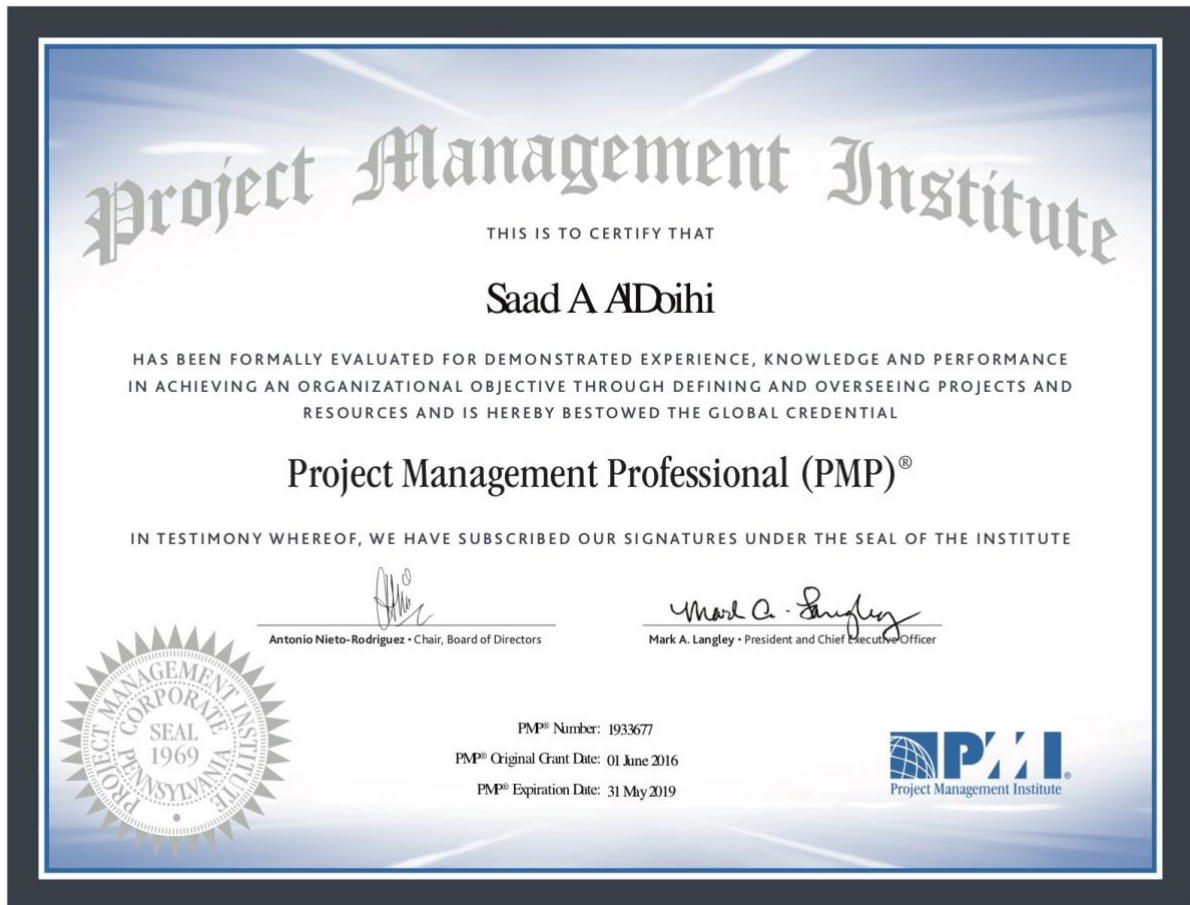 Project Management Institute
THIS IS TO CERTIFY THAT
Saad A AlDoihi
HAS BEEN FORMALLY EVALUATED FOR DEMONSTRATED EXPERIENCE, KNOWLEDGE AND PERFORMANCE
IN ACHIEVING AN ORGANIZATIONAL OBJECTIVE THROUGH DEFINING AND OVERSEEING PROJECTS AND
RESOURCES AND IS HEREBY BESTOWED THE GLOBAL CREDENTIAL
Project Management Professional (PMP)®
IN TESTIMONY WHEREOF, WE HAVE SUBSCRIBED OUR SIGNATURES UNDER THE SEAL OF THE INSTITUTE
Mark A. Langley
Antonio Nieto-Rodriguez • Chair, Board of Directors
Mark A. Langley • President and Chief Executive Officer
PROJECT MANAGEMENT INSTITUTE
CORPORATE
SEAL
1969
PENNSYLVANIA
PMP® Number: 1933677
PMP® Original Grant Date: 01 June 2016
PMP® Expiration Date: 31 May 2019
PMI®
Project Management Institute